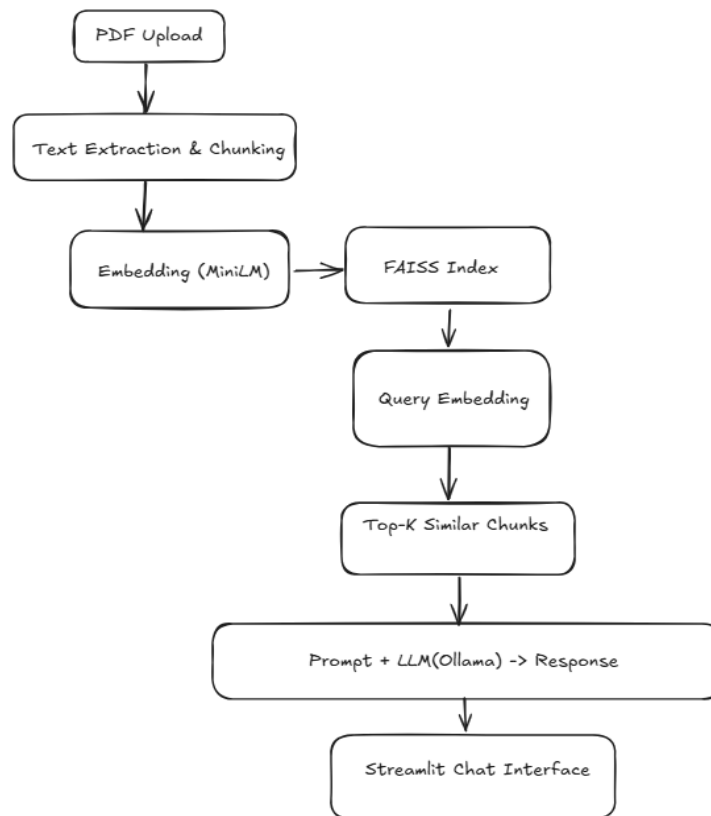 PDF Upload
Text Extraction & Chunking
Embedding (MiniLM)
FAISS Index
Query Embedding
Top-K Similar Chunks
Prompt + LLM(Ollama) -> Response
Streamlit Chat Interface